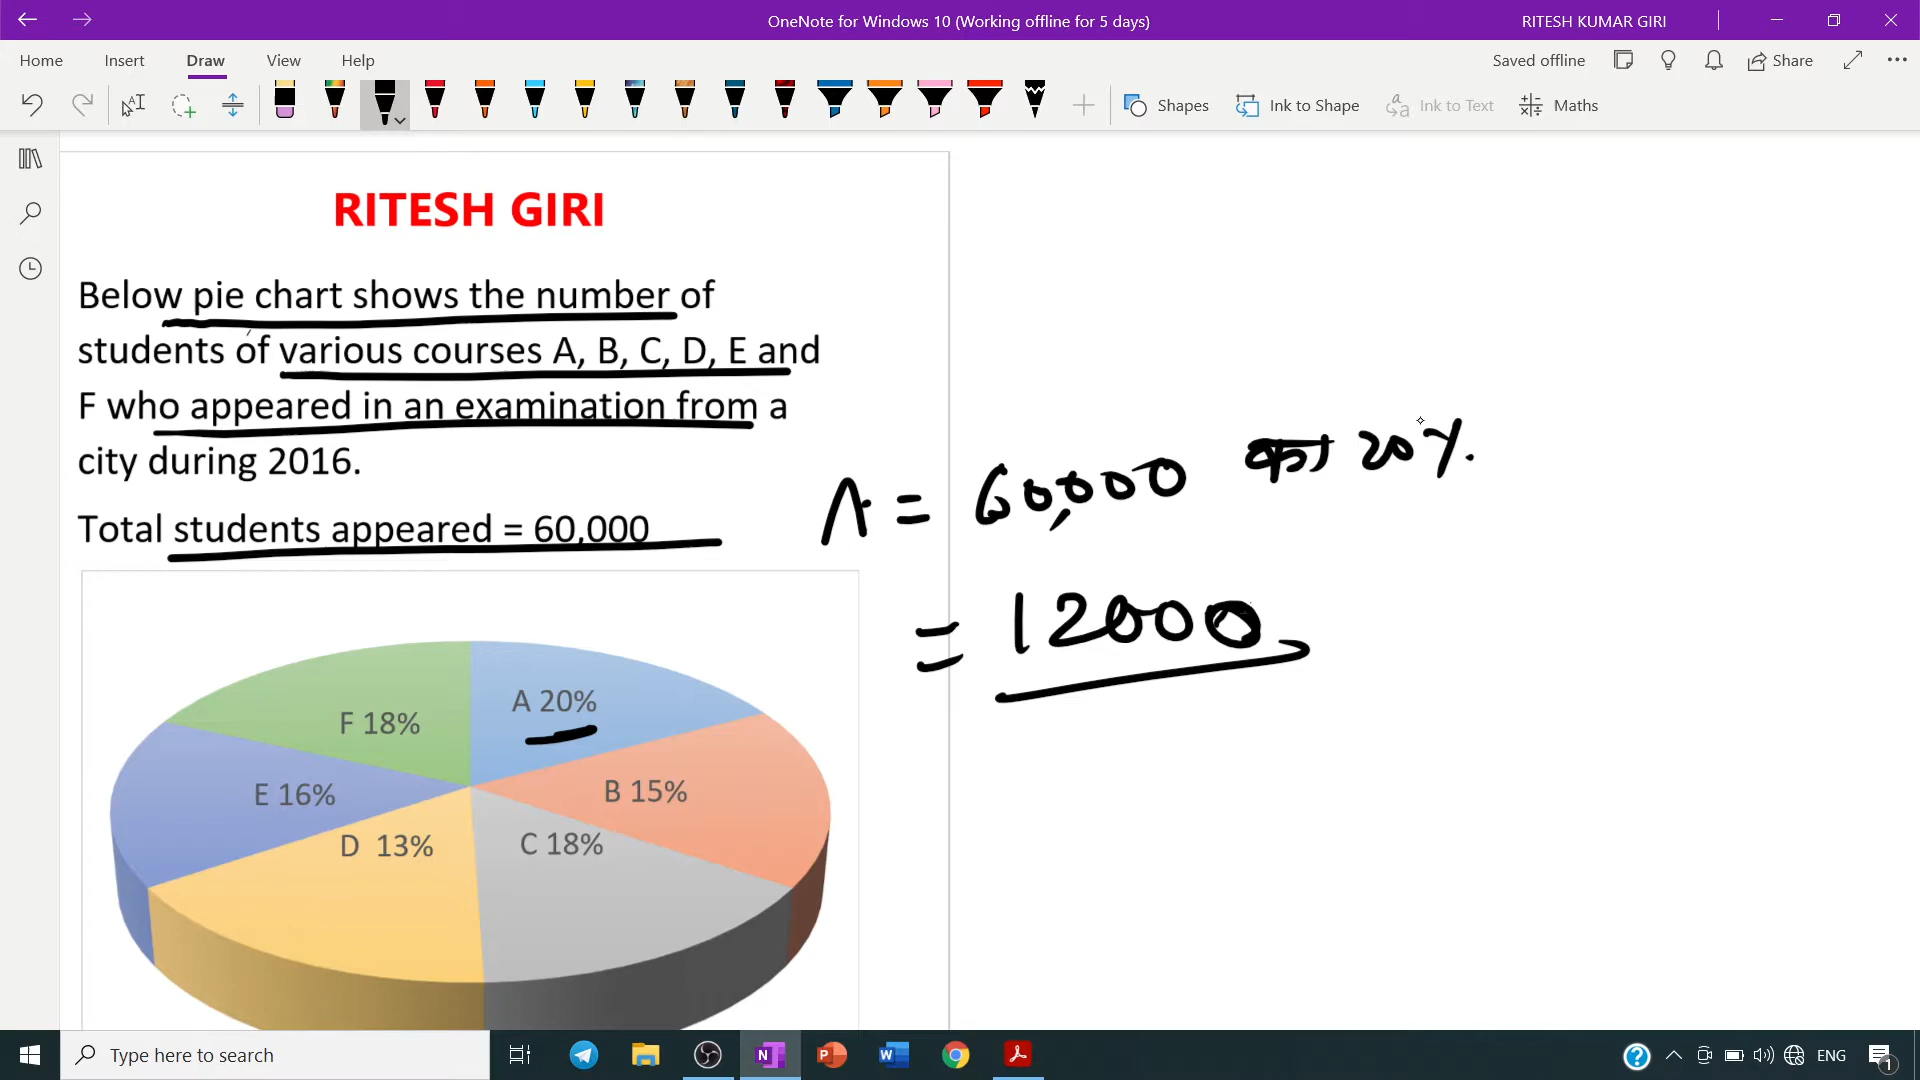 OneNote for Windows 10 (Working offline for 5 days)
RITESH KUMAR GIRI
Home Insert Draw View Help
Saved offline
Share
Shapes
Ink to Shape
Ink to Text
Maths
RITESH GIRI
Below pie chart shows the number of
students of various courses A, B, C, D, E and
F who appeared in an examination from a
city during 2016.
Total students appeared = 60,000
A = 60,000 का 20%.
= 12000
A 20%
F 18%
B 15%
E 16%
C 18%
D 13%
Type here to search
ENG
1